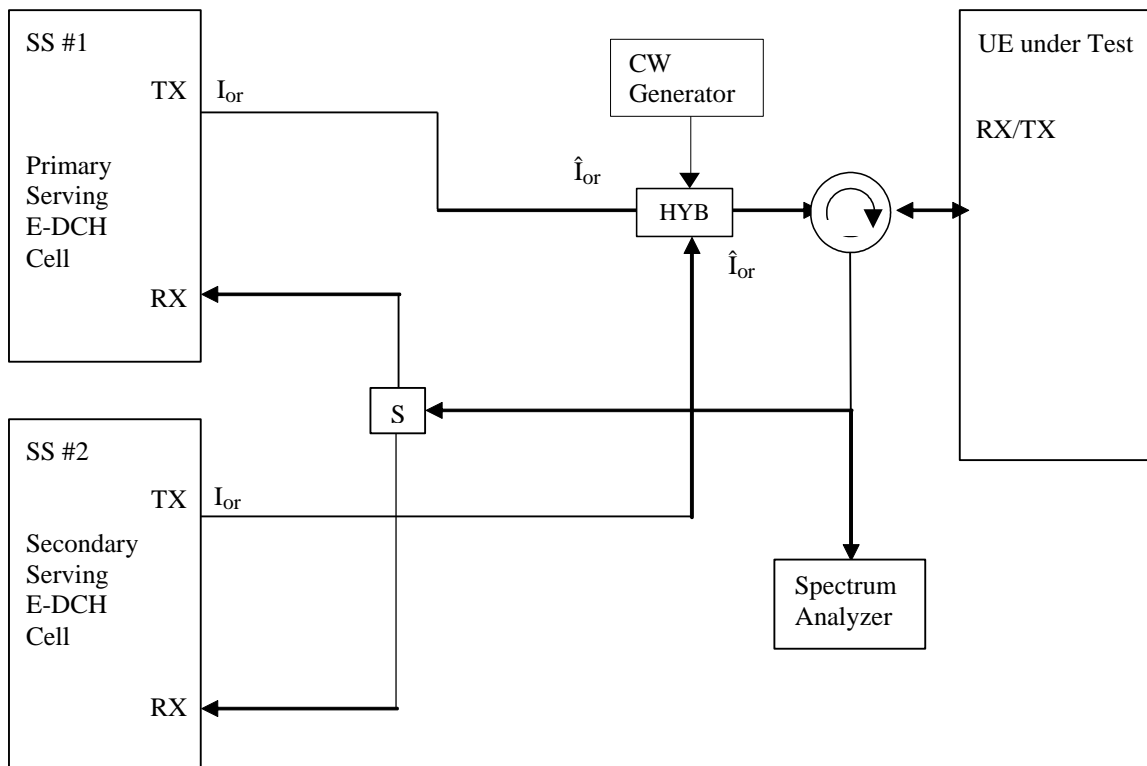 SS #1
TX
I_or
Primary
Serving
E-DCH
Cell
RX
CW
Generator
Î_or
HYB
Î_or
UE under Test
RX/TX
S
SS #2
TX
I_or
Secondary
Serving
E-DCH
Cell
RX
Spectrum
Analyzer